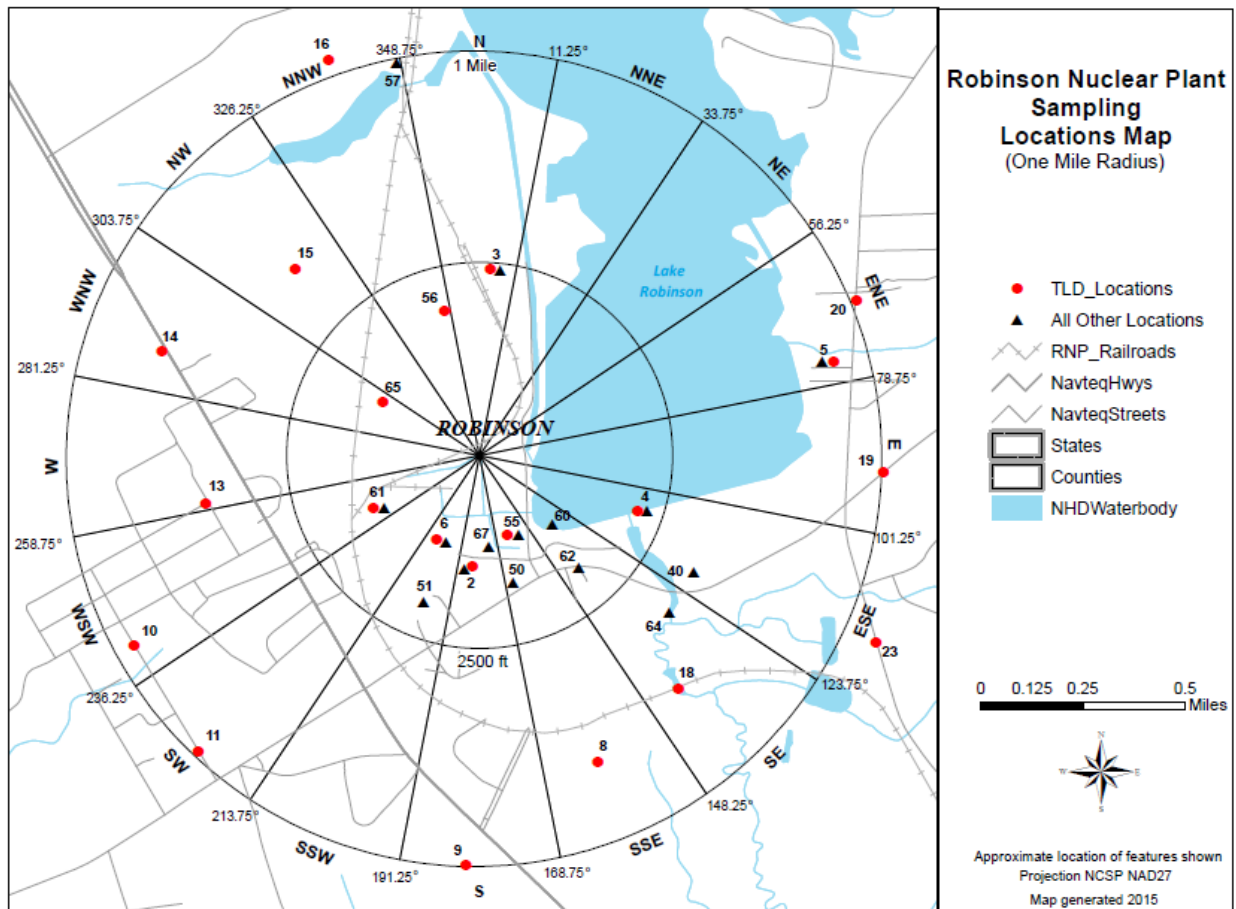 16
348.75°
N
11.25°
NNW
1 Mile
57
NNE
326.25°
33.75°
NW
NE
303.75°
56.25°
15
3
Lake
Robinson
ENE
WNW
56
20
14
5
281.25°
78.75°
65
ROBINSON
W
E
19
13
61
4
6
55
60
101.25°
258.75°
67
62
2
50
40
51
WSW
64
ESE
10
23
2500 ft
236.25°
18
123.75°
11
8
SW
SE
213.75°
148.25°
SSW
9
SSE
191.25°
S
168.75°
Robinson Nuclear Plant
Sampling
Locations Map
(One Mile Radius)
TLD_Locations
All Other Locations
RNP_Railroads
NavteqHwys
NavteqStreets
States
Counties
NHDWaterbody
0 0.125 0.25 0.5
Miles
N
W E
S
Approximate location of features shown
Projection NCSP NAD27
Map generated 2015